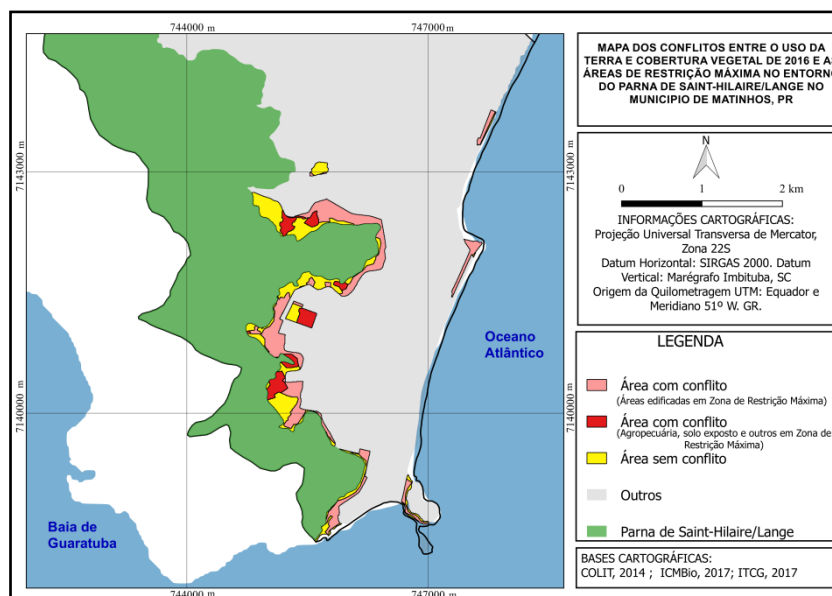 744000 m
747000 m
7143000 m
7143000 m
7140000 m
7140000 m
744000 m
747000 m
Oceano
Atlântico
Baia de
Guaratuba
MAPA DOS CONFLITOS ENTRE O USO DA
TERRA E COBERTURA VEGETAL DE 2016 E AS
ÁREAS DE RESTRIÇÃO MÁXIMA NO ENTORNO
DO PARNA DE SAINT-HILAIRE/LANGE NO
MUNICIPIO DE MATINHOS, PR
N
0 1 2 km
INFORMAÇÕES CARTOGRÁFICAS:
Projeção Universal Transversa de Mercator,
Zona 22S
Datum Horizontal: SIRGAS 2000. Datum
Vertical: Marégrafo Imbituba, SC
Origem da Quilometragem UTM: Equador e
Meridiano 51º W. GR.
LEGENDA
Área com conflito
(Áreas edificadas em Zona de Restrição Máxima)
Área com conflito
(Agropecuária, solo exposto e outros em Zona de
Restrição Máxima)
Área sem conflito
Outros
Parna de Saint-Hilaire/Lange
BASES CARTOGRÁFICAS:
COLIT, 2014 ; ICMBio, 2017; ITCG, 2017